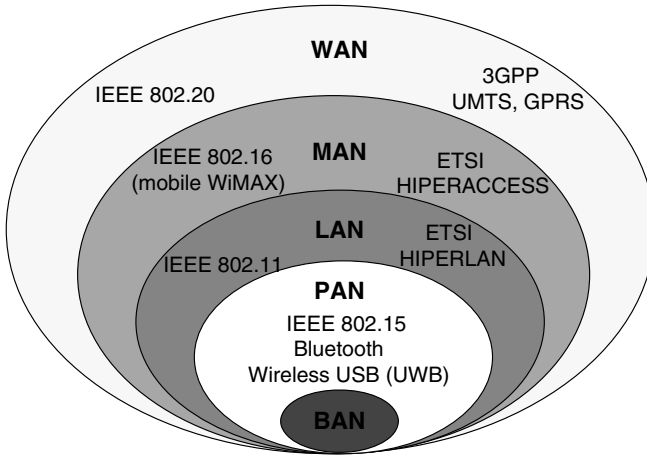 WAN
IEEE 802.20
3GPP
UMTS, GPRS
MAN
IEEE 802.16
(mobile WiMAX)
ETSI
HIPERACCESS
LAN
IEEE 802.11
ETSI
HIPERLAN
PAN
IEEE 802.15
Bluetooth
Wireless USB (UWB)
BAN